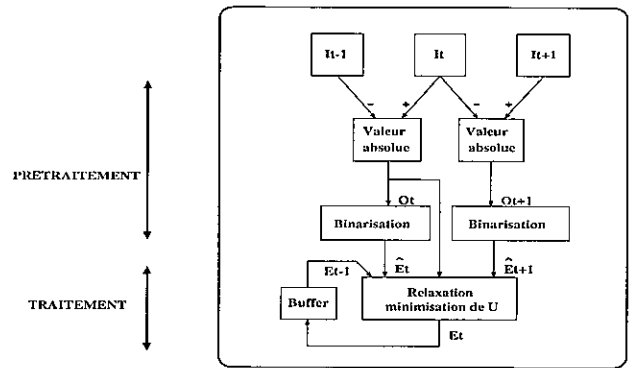 It-1 It It+1
- + - +
Valeur absolue
Valeur absolue
PRETRAITEMENT
Ot Ot+1
Binarisation Binarisation
Et-1 Êt Êt+1
TRAITEMENT
Buffer
Relaxation
minimisation de U
Et